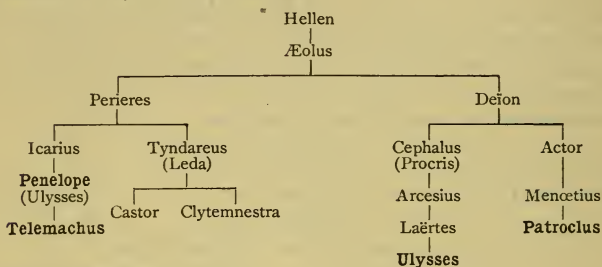 Hellen
Æolus
Perieres Deïon
Icarius Tyndareus Cephalus Actor
(Leda) (Procris)
Penelope
(Ulysses) Arcesius Menœtius
Castor Clytemnestra
Telemachus Laërtes Patroclus
Ulysses